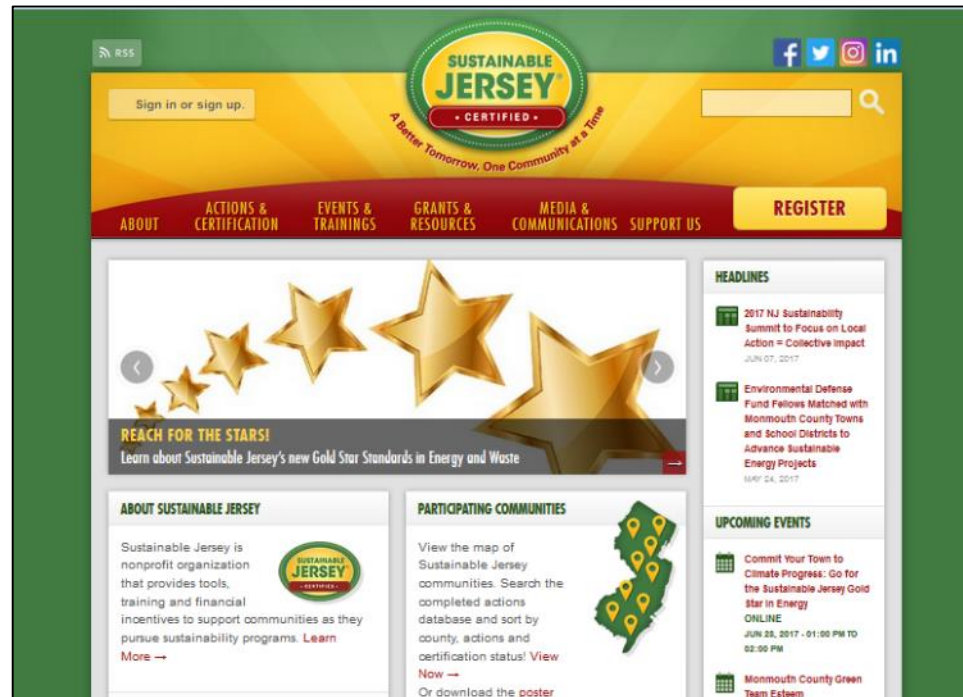 RSS
Sign in or sign up.
SUSTAINABLE
JERSEY®
• CERTIFIED •
A Better Tomorrow, One Community at a Time
ABOUT
ACTIONS &
CERTIFICATION
EVENTS &
TRAININGS
GRANTS &
RESOURCES
MEDIA &
COMMUNICATIONS
SUPPORT US
REGISTER
REACH FOR THE STARS!
Learn about Sustainable Jersey's new Gold Star Standards in Energy and Waste
→
ABOUT SUSTAINABLE JERSEY
Sustainable Jersey is
nonprofit organization
that provides tools,
training and financial
incentives to support communities as they
pursue sustainability programs. Learn
More →
SUSTAINABLE
JERSEY
• CERTIFIED •
PARTICIPATING COMMUNITIES
View the map of
Sustainable Jersey
communities. Search the
completed actions
database and sort by
county, actions and
certification status! View
Now →
Or download the poster
HEADLINES
2017 NJ Sustainability
Summit to Focus on Local
Action = Collective Impact
JUN 07, 2017
Environmental Defense
Fund Fellows Matched with
Monmouth County Towns
and School Districts to
Advance Sustainable
Energy Projects
MAY 24, 2017
UPCOMING EVENTS
Commit Your Town to
Climate Progress: Go for
the Sustainable Jersey Gold
Star in Energy
ONLINE
JUN 28, 2017 - 01:00 PM TO
02:00 PM
Monmouth County Green
Team Esteem